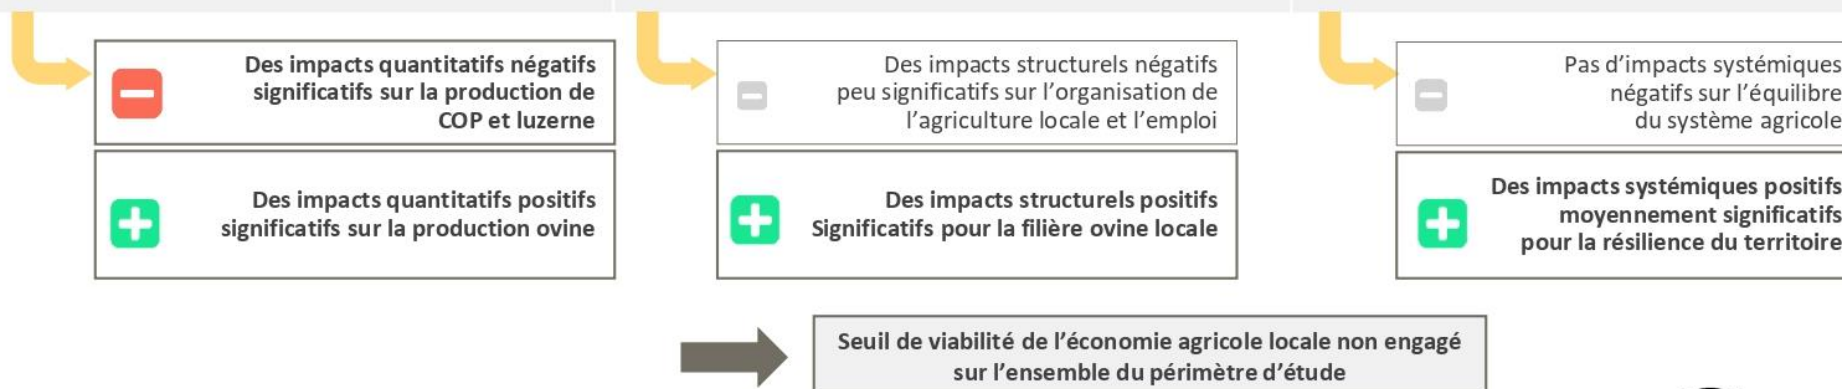 Des impacts quantitatifs négatifs
significatifs sur la production de
COP et luzerne
Des impacts quantitatifs positifs
significatifs sur la production ovine
Des impacts structurels négatifs
peu significatifs sur l’organisation de
l’agriculture locale et l’emploi
Des impacts structurels positifs
Significatifs pour la filière ovine locale
Pas d’impacts systémiques
négatifs sur l’équilibre
du système agricole
Des impacts systémiques positifs
moyennement significatifs
pour la résilience du territoire
Seuil de viabilité de l’économie agricole locale non engagé
sur l’ensemble du périmètre d’étude